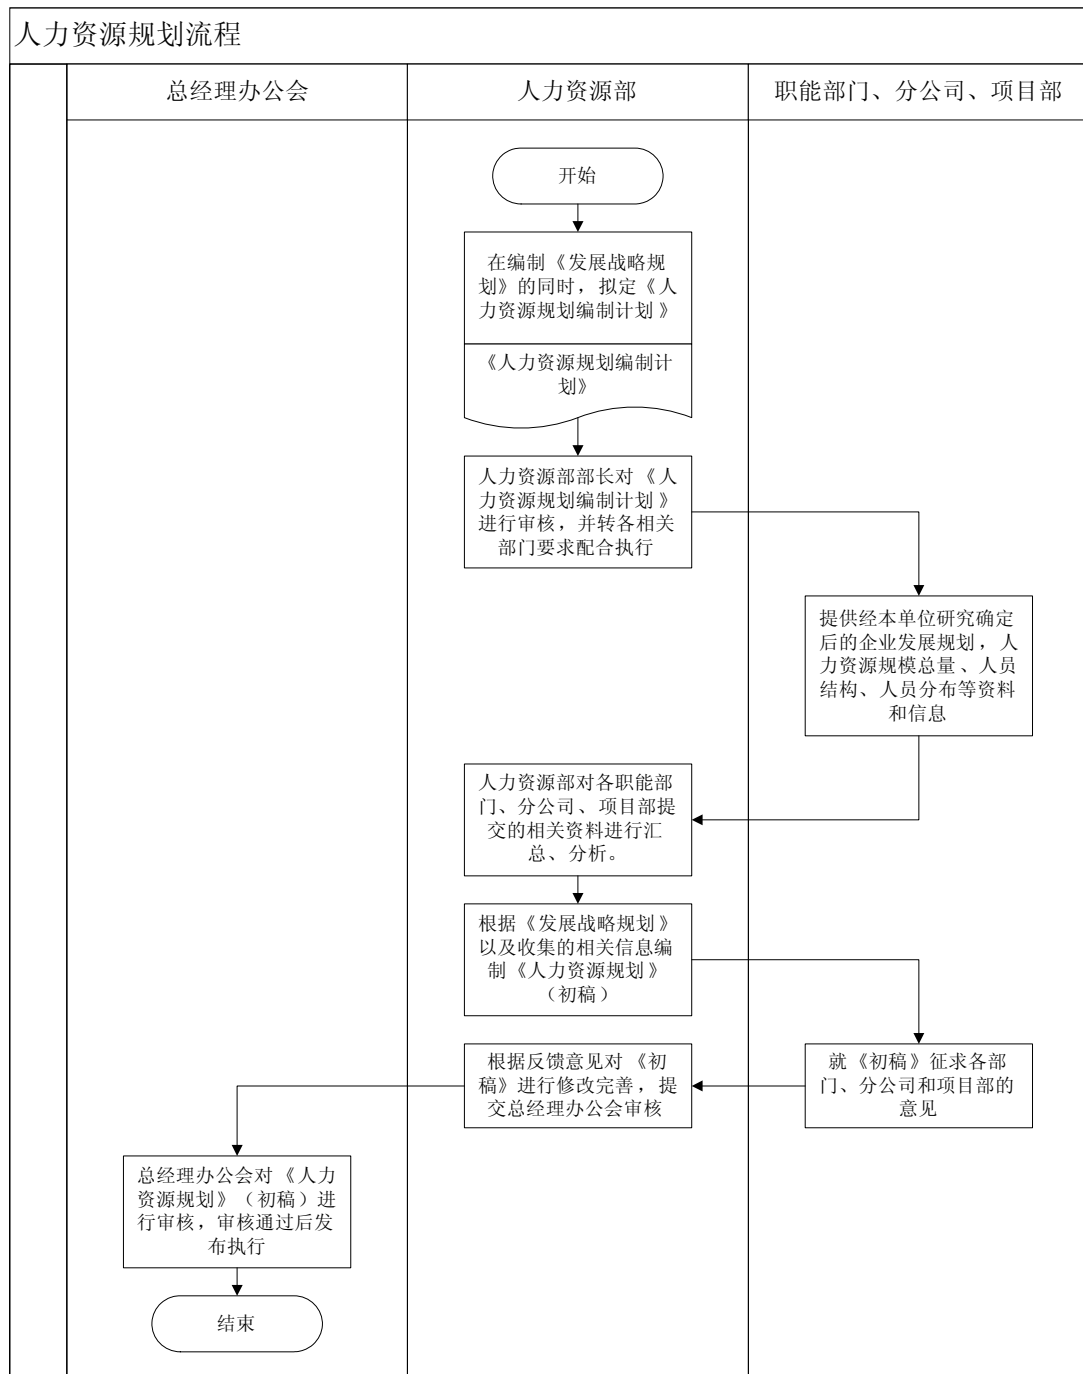 人力资源规划流程
总经理办公会
人力资源部
职能部门、分公司、项目部
开始
在编制《发展战略规
划》的同时，拟定《人
力资源规划编制计划》
《人力资源规划编制计
划》
人力资源部部长对《人
力资源规划编制计划》
进行审核，并转各相关
部门要求配合执行
提供经本单位研究确定
后的企业发展规划，人
力资源规模总量、人员
结构、人员分布等资料
和信息
人力资源部对各职能部
门、分公司、项目部提
交的相关资料进行汇
总、分析。
根据《发展战略规划》
以及收集的相关信息编
制《人力资源规划》
（初稿）
就《初稿》征求各部
门、分公司和项目部的
意见
根据反馈意见对《初
稿》进行修改完善，提
交总经理办公会审核
总经理办公会对《人力
资源规划》（初稿）进
行审核，审核通过后发
布执行
结束